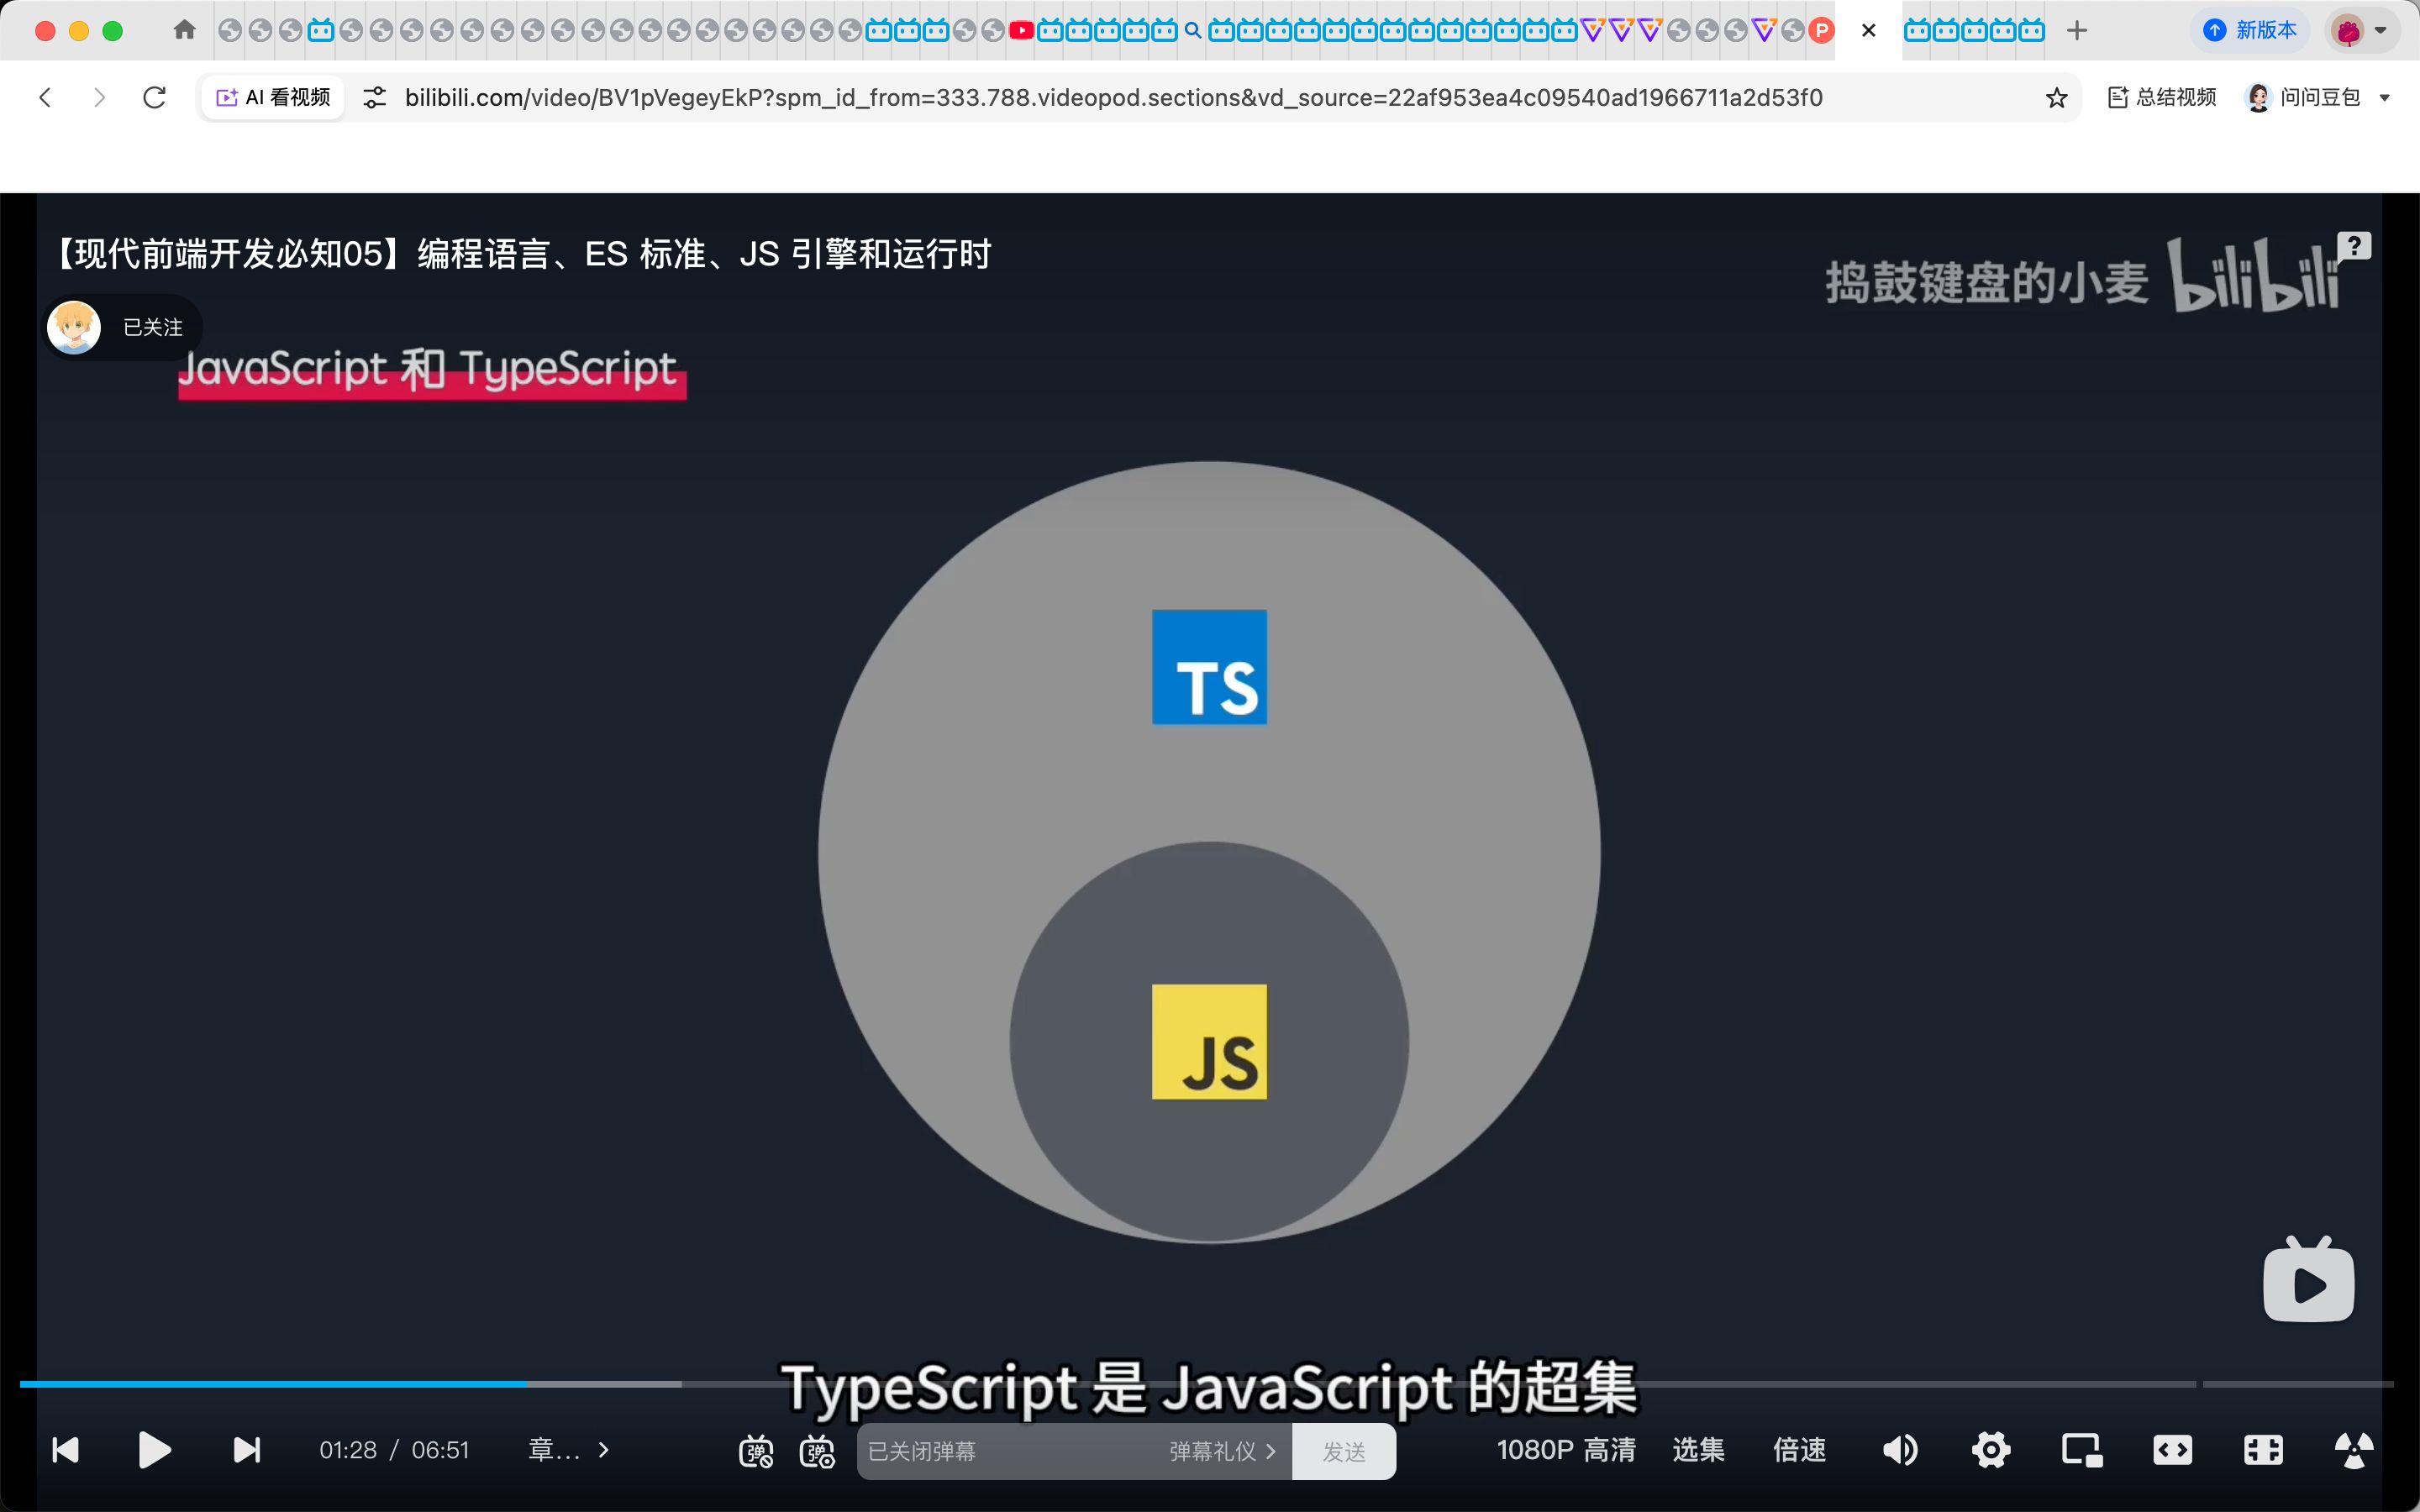 P
新版本
AI 看视频
bilibili.com/video/BV1pVegeyEkP?spm_id_from=333.788.videopod.sections&vd_source=22af953ea4c09540ad1966711a2d53f0
总结视频
问问豆包
【现代前端开发必知05】编程语言、ES 标准、JS 引擎和运行时
捣鼓键盘的小麦 bilibili
?
已关注
JavaScript 和 TypeScript
TS
JS
TypeScript 是 JavaScript 的超集
01:28 / 06:51
章...
弹
弹
已关闭弹幕
弹幕礼仪
发送
1080P 高清
选集
倍速